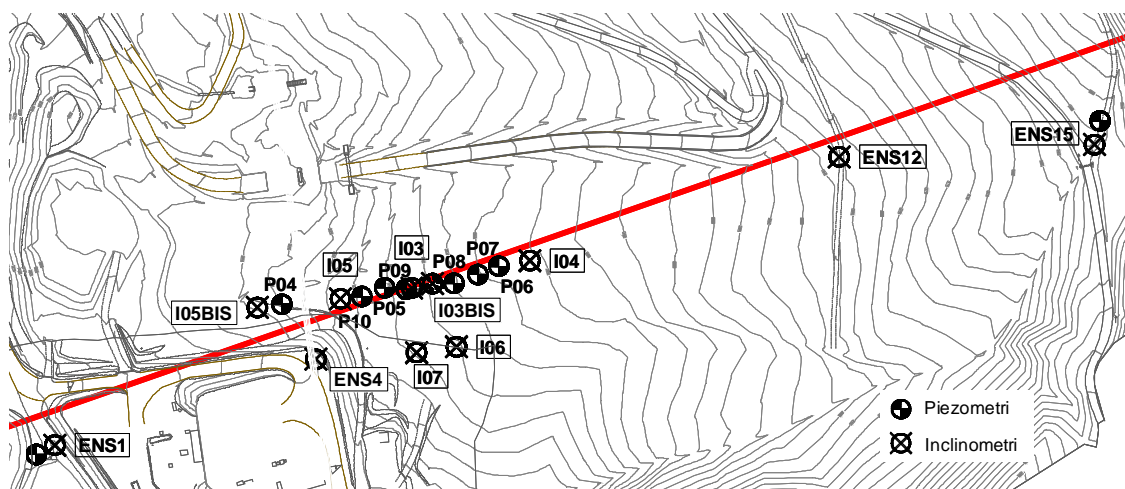 ENS15
ENS12
I03
P07
I04
P08
I05
P09
P04
P06
P05
I05BIS
I03BIS
P10
I06
I07
ENS4
Piezometri
ENS1
Inclinometri